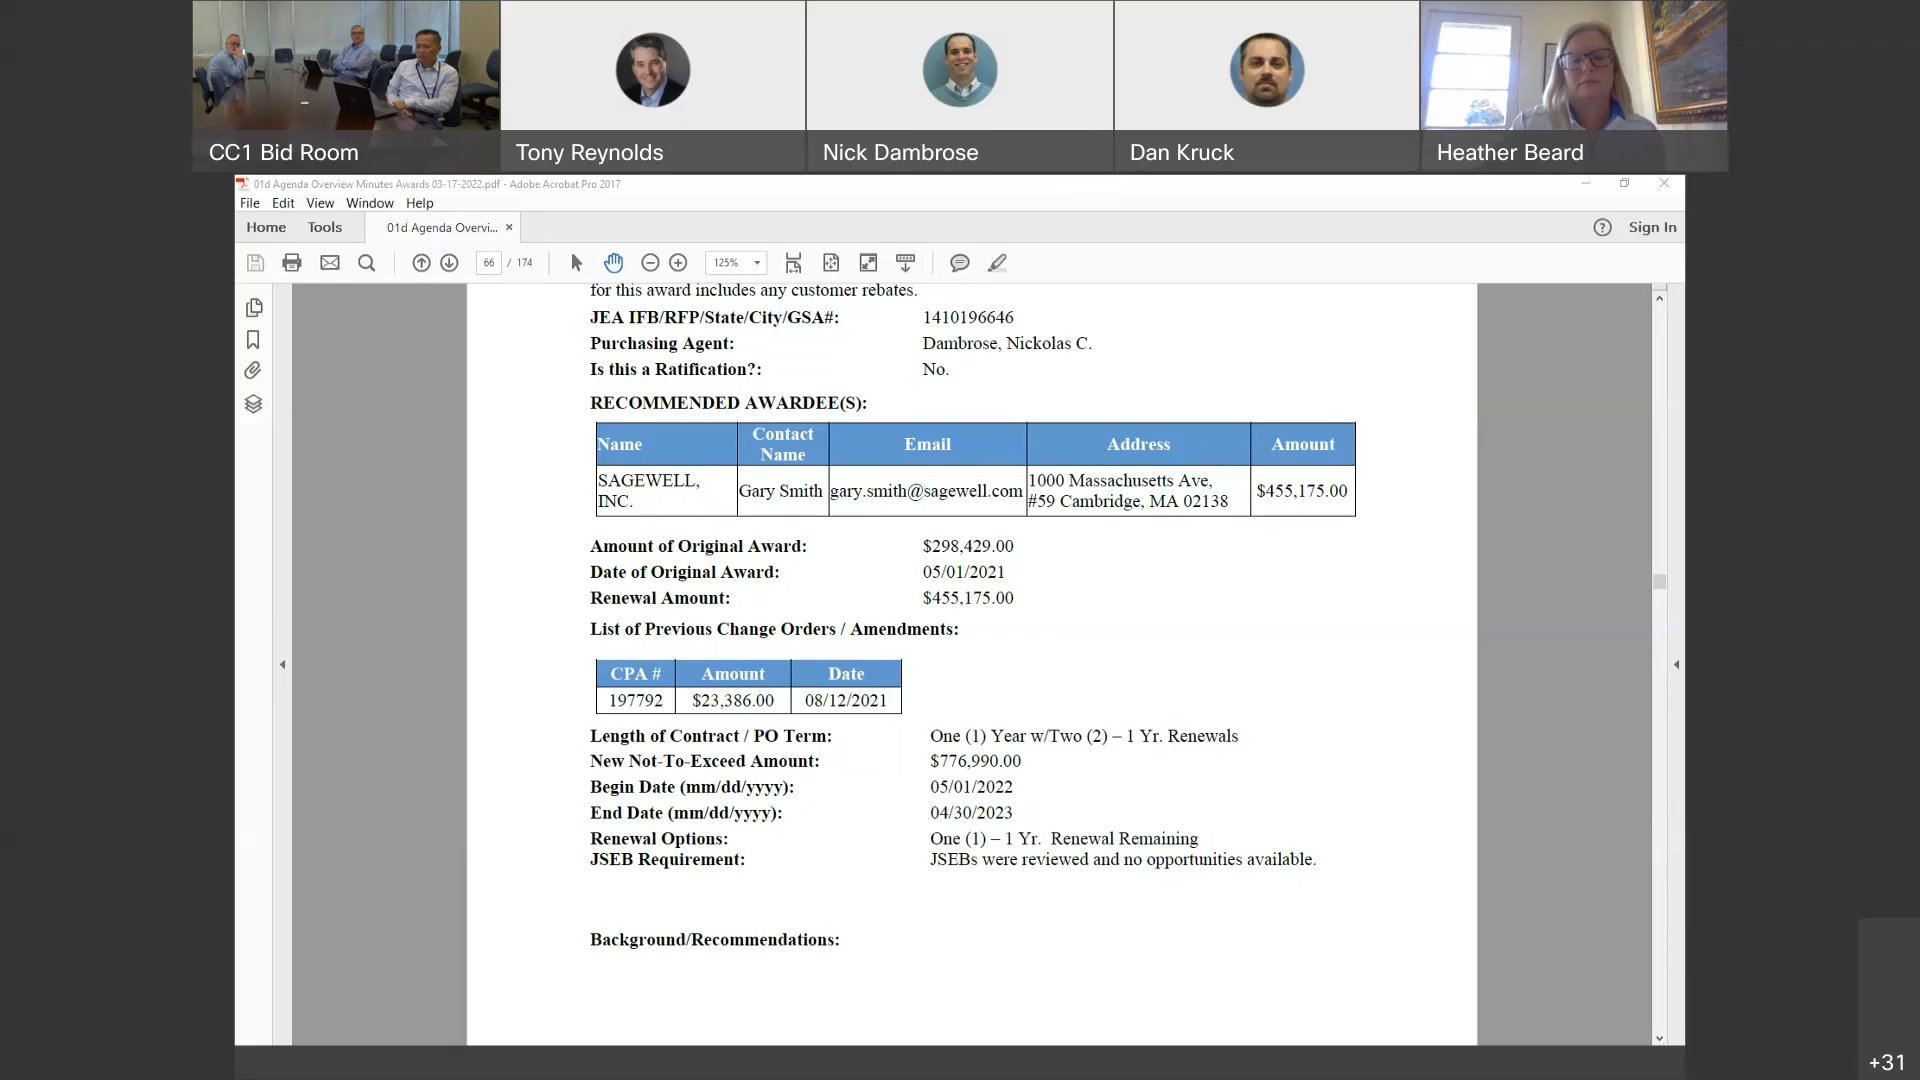 CC1 Bid Room
Tony Reynolds
Nick Dambrose
Dan Kruck
Heather Beard
01d Agenda Overview Minutes Awards 03-17-2022.pdf - Adobe Acrobat Pro 2017
File Edit View Window Help
Home Tools 01d Agenda Overvi... × ? Sign In
66 / 174 125%
for this award includes any customer rebates.
JEA IFB/RFP/State/City/GSA#: 1410196646
Purchasing Agent: Dambrose, Nickolas C.
Is this a Ratification?: No.
RECOMMENDED AWARDEE(S):
Name Contact Name Email Address Amount
SAGEWELL, INC. Gary Smith gary.smith@sagewell.com 1000 Massachusetts Ave, #59 Cambridge, MA 02138 $455,175.00
Amount of Original Award: $298,429.00
Date of Original Award: 05/01/2021
Renewal Amount: $455,175.00
List of Previous Change Orders / Amendments:
CPA # Amount Date
197792 $23,386.00 08/12/2021
Length of Contract / PO Term: One (1) Year w/Two (2) – 1 Yr. Renewals
New Not-To-Exceed Amount: $776,990.00
Begin Date (mm/dd/yyyy): 05/01/2022
End Date (mm/dd/yyyy): 04/30/2023
Renewal Options: One (1) – 1 Yr. Renewal Remaining
JSEB Requirement: JSEBs were reviewed and no opportunities available.
Background/Recommendations:
+31